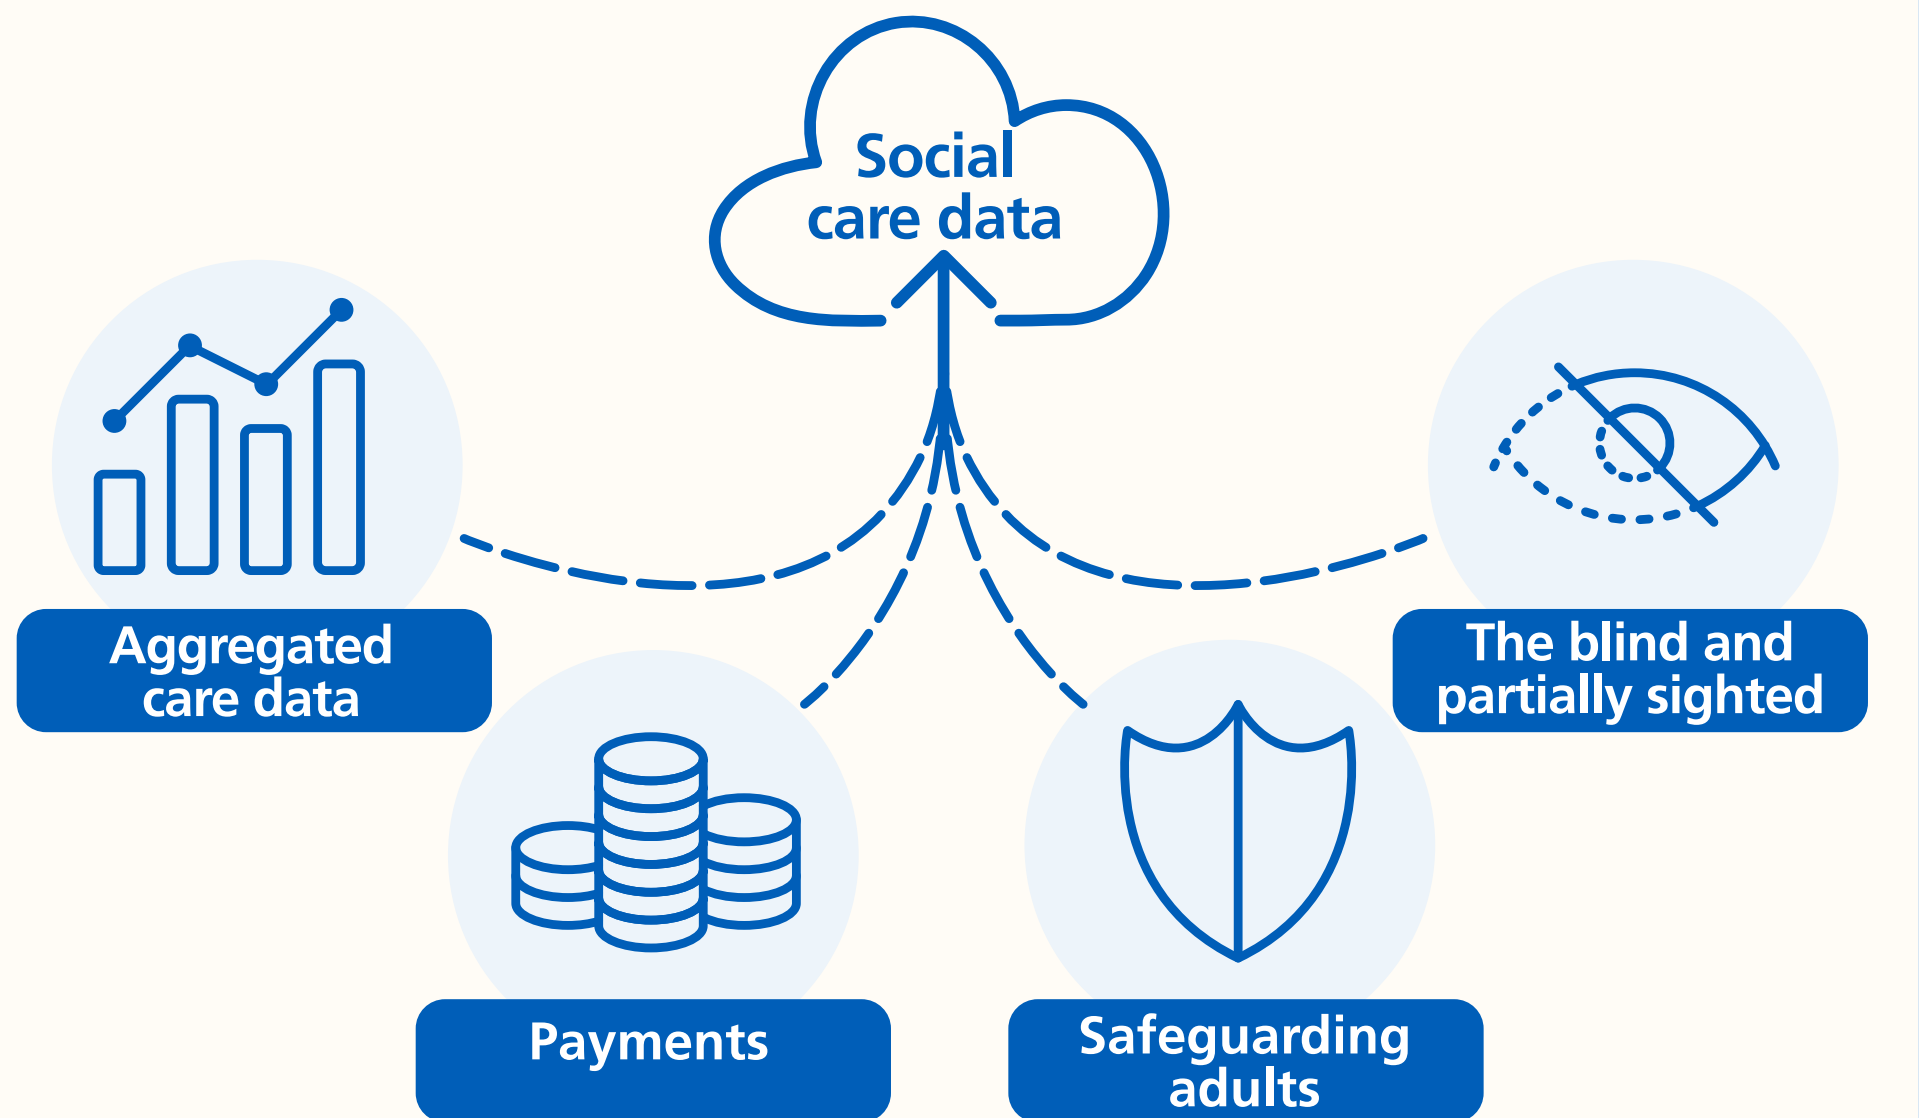 Social
care data
Aggregated
care data
The blind and
partially sighted
Payments
Safeguarding
adults